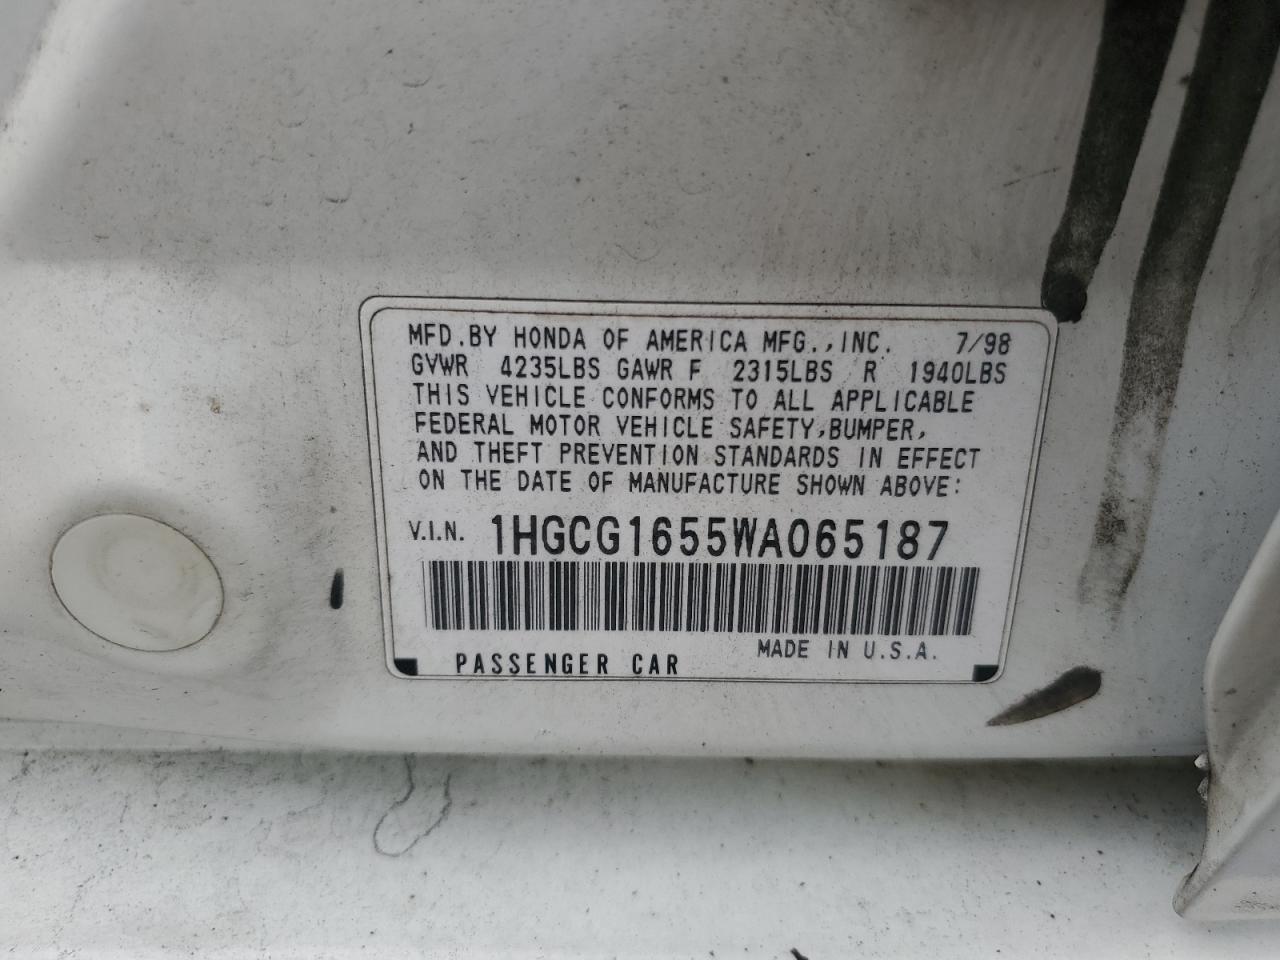 MFD.BY HONDA OF AMERICA MFG.,INC. 7/98
GVWR 4235LBS GAWR F 2315LBS R 1940LBS
THIS VEHICLE CONFORMS TO ALL APPLICABLE
FEDERAL MOTOR VEHICLE SAFETY,BUMPER,
AND THEFT PREVENTION STANDARDS IN EFFECT
ON THE DATE OF MANUFACTURE SHOWN ABOVE:
V.I.N. 1HGCG1655WA065187
MADE IN U.S.A.
PASSENGER CAR